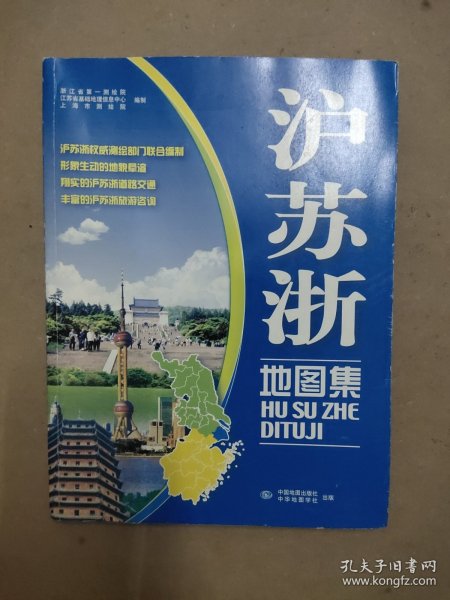 浙江省第一测绘院
江苏省基础地理信息中心 编制
上海市测绘院
沪苏浙权威测绘部门联合编制
形象生动的地貌晕渲
翔实的沪苏浙道路交通
丰富的沪苏浙旅游咨询
沪苏浙
地图集
HU SU ZHE
DITUJI
中国地图出版社
中华地图学社 出版
孔夫子旧书网
www.kongfz.com